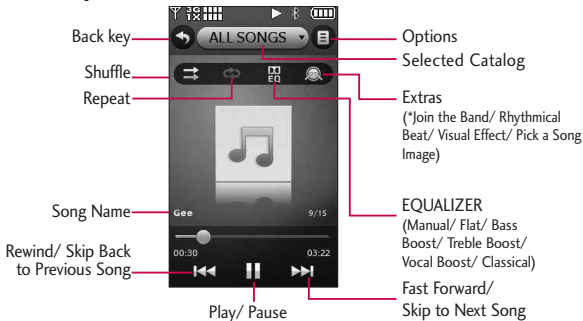 3G
1X
Back key
ALL SONGS
Options
Selected Catalog
Shuffle
EQ
Repeat
Extras
(*Join the Band/ Rhythmical
Beat/ Visual Effect/ Pick a Song
Image)
Song Name
Gee
9/15
EQUALIZER
(Manual/ Flat/ Bass
Boost/ Treble Boost/
Vocal Boost/ Classical)
00:30
03:22
Rewind/ Skip Back
to Previous Song
Play/ Pause
Fast Forward/
Skip to Next Song